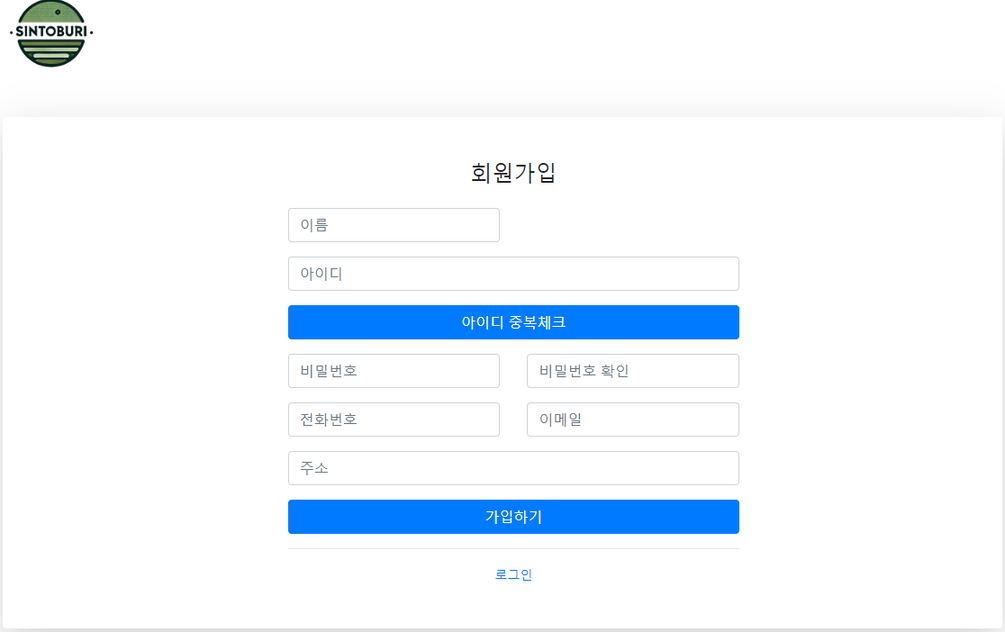 · SINTOBURI ·
회원가입
이름
아이디
아이디 중복체크
비밀번호 비밀번호 확인
전화번호 이메일
주소
가입하기
로그인